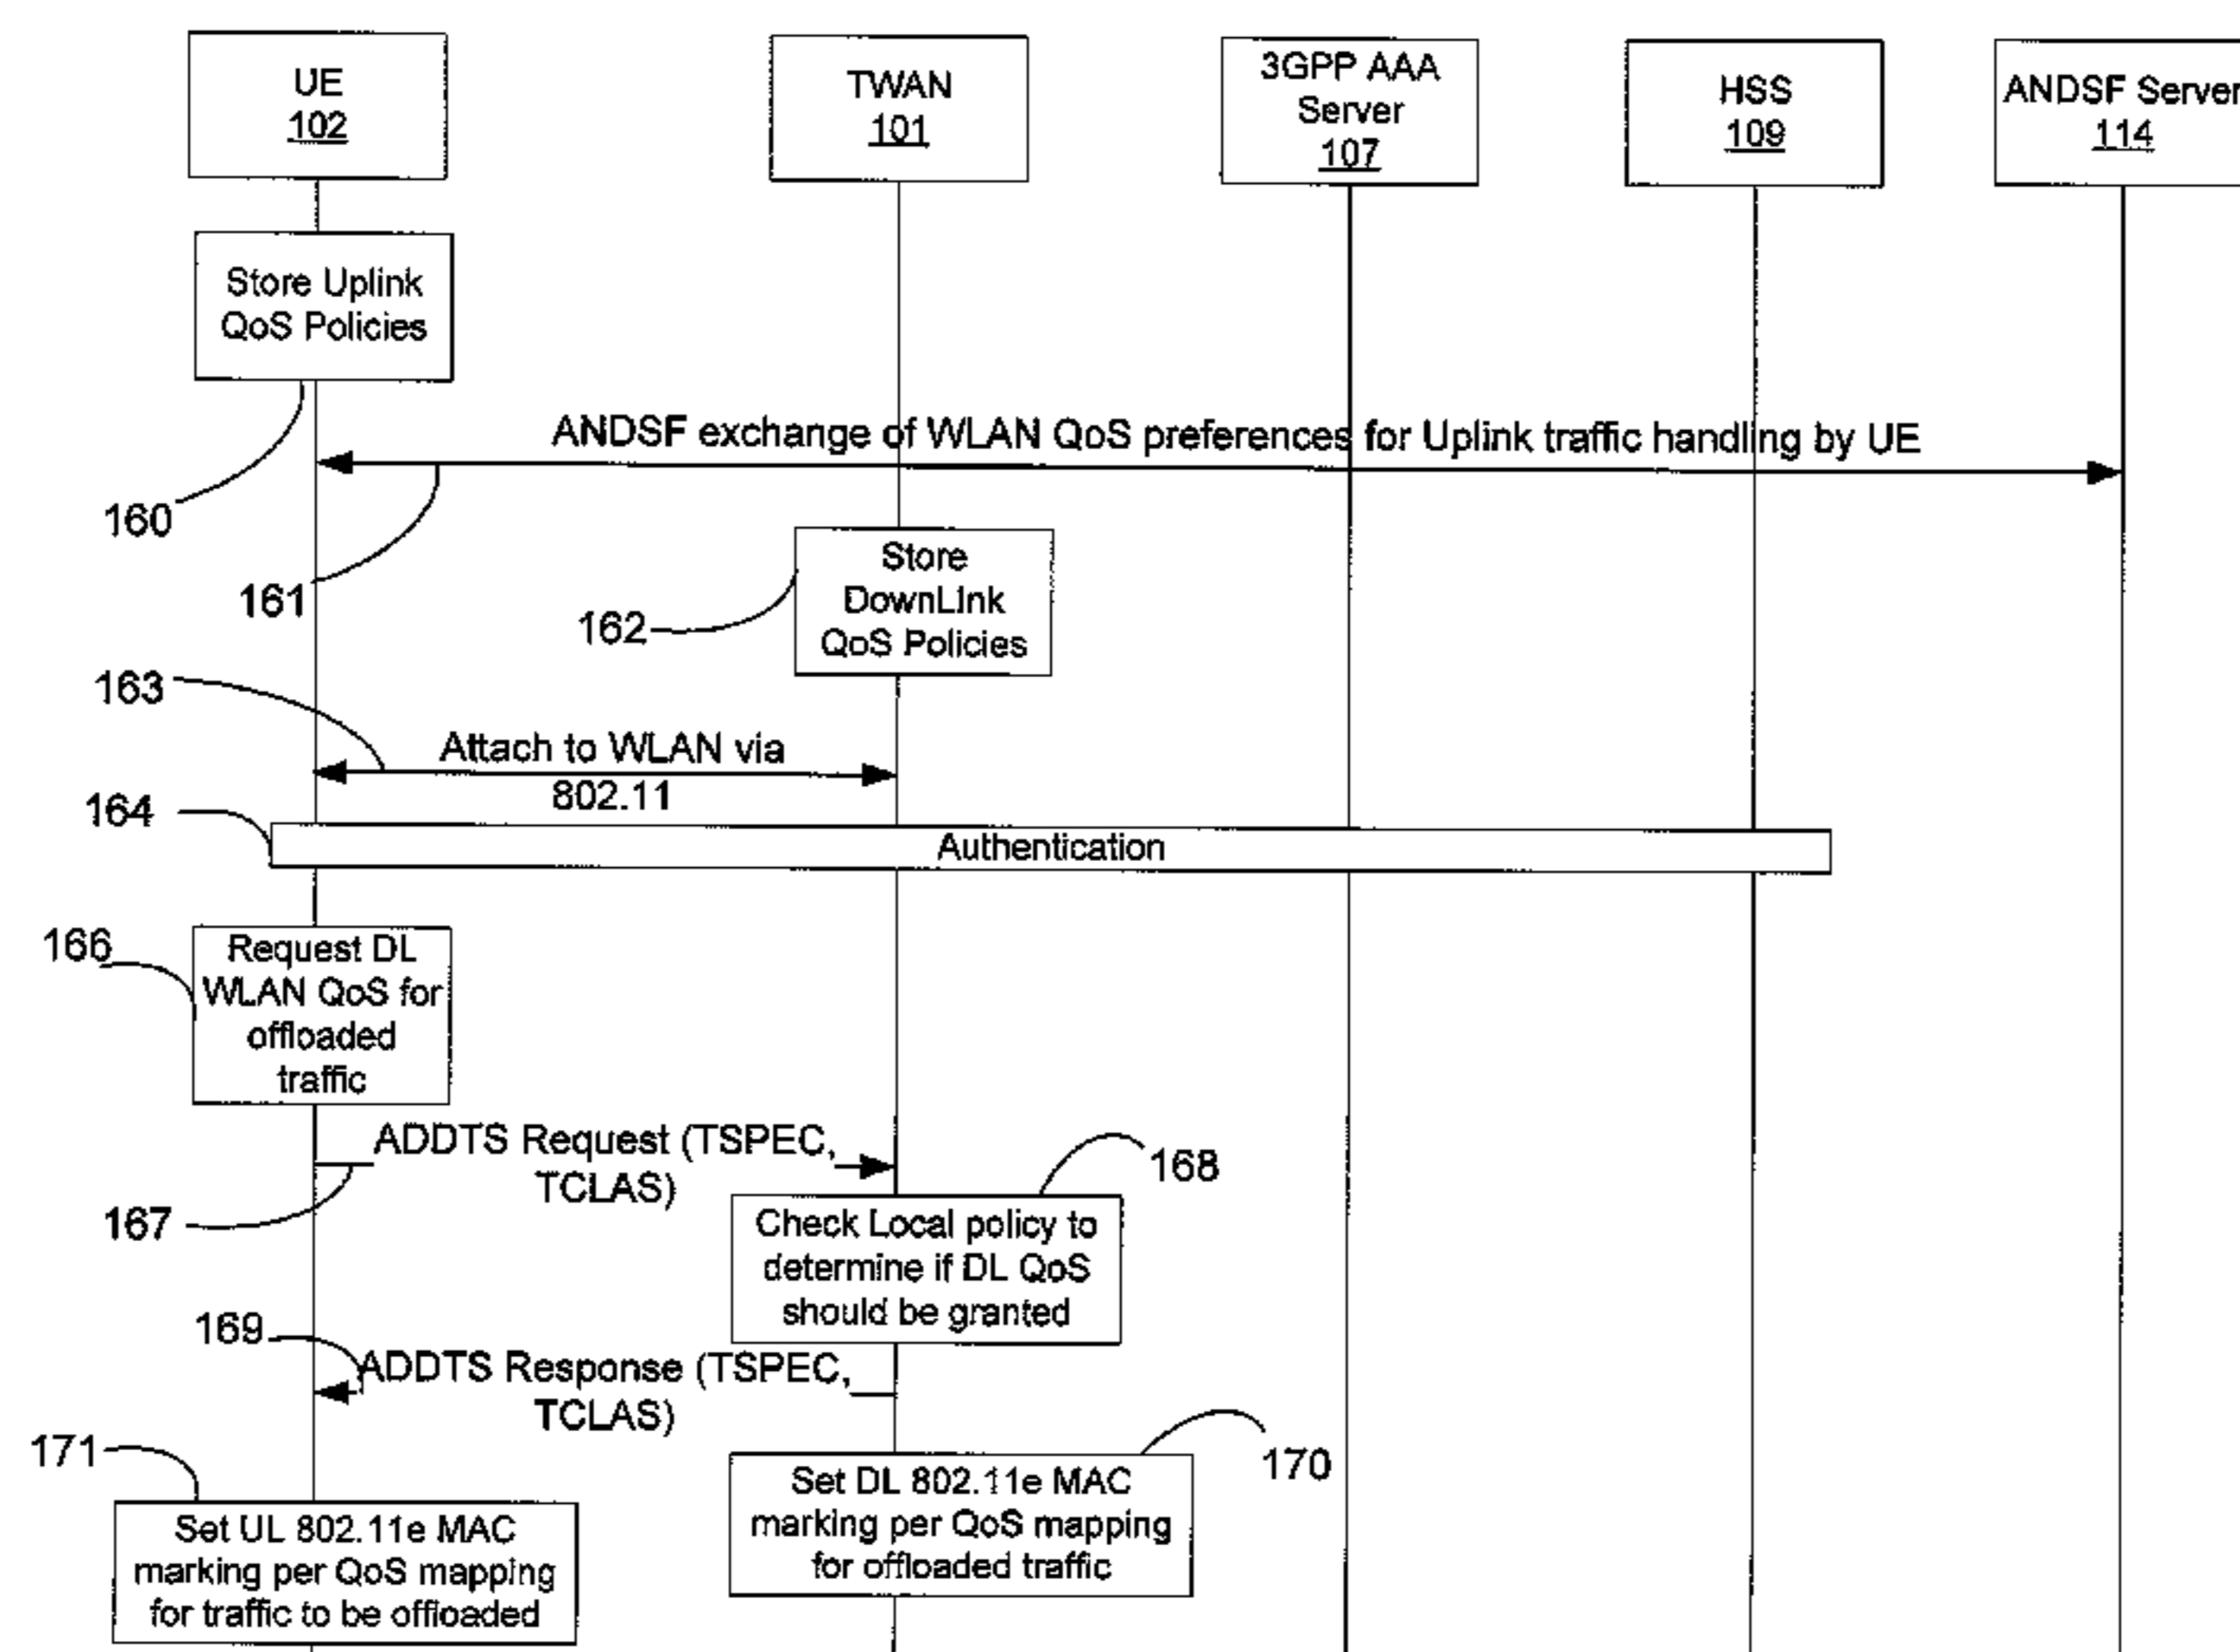 UE
102
TWAN
101
3GPP AAA
Server
107
HSS
109
ANDSF Server
114
Store Uplink
QoS Policies
160
ANDSF exchange of WLAN QoS preferences for Uplink traffic handling by UE
161
Store
DownLink
QoS Policies
162
163
Attach to WLAN via
802.11
164
Authentication
166
Request DL
WLAN QoS for
offloaded
traffic
ADDTS Request (TSPEC,
TCLAS)
167
168
Check Local policy to
determine if DL QoS
should be granted
169
ADDTS Response (TSPEC,
TCLAS)
170
Set DL 802.11e MAC
marking per QoS mapping
for offloaded traffic
171
Set UL 802.11e MAC
marking per QoS mapping
for traffic to be offloaded